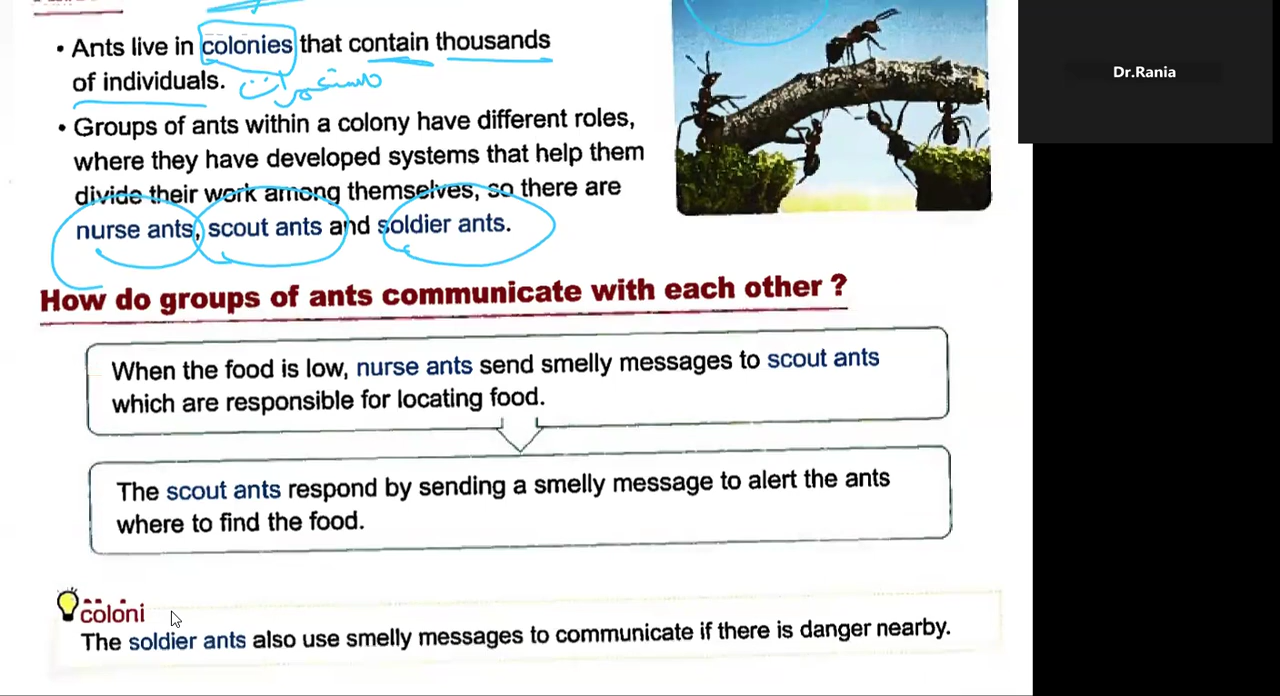 • Ants live in colonies that contain thousands
of individuals. مستعمرات
• Groups of ants within a colony have different roles,
where they have developed systems that help them
divide their work among themselves, so there are
nurse ants, scout ants and soldier ants.
How do groups of ants communicate with each other ?
When the food is low, nurse ants send smelly messages to scout ants
which are responsible for locating food.
The scout ants respond by sending a smelly message to alert the ants
where to find the food.
coloni
The soldier ants also use smelly messages to communicate if there is danger nearby.
Dr.Rania